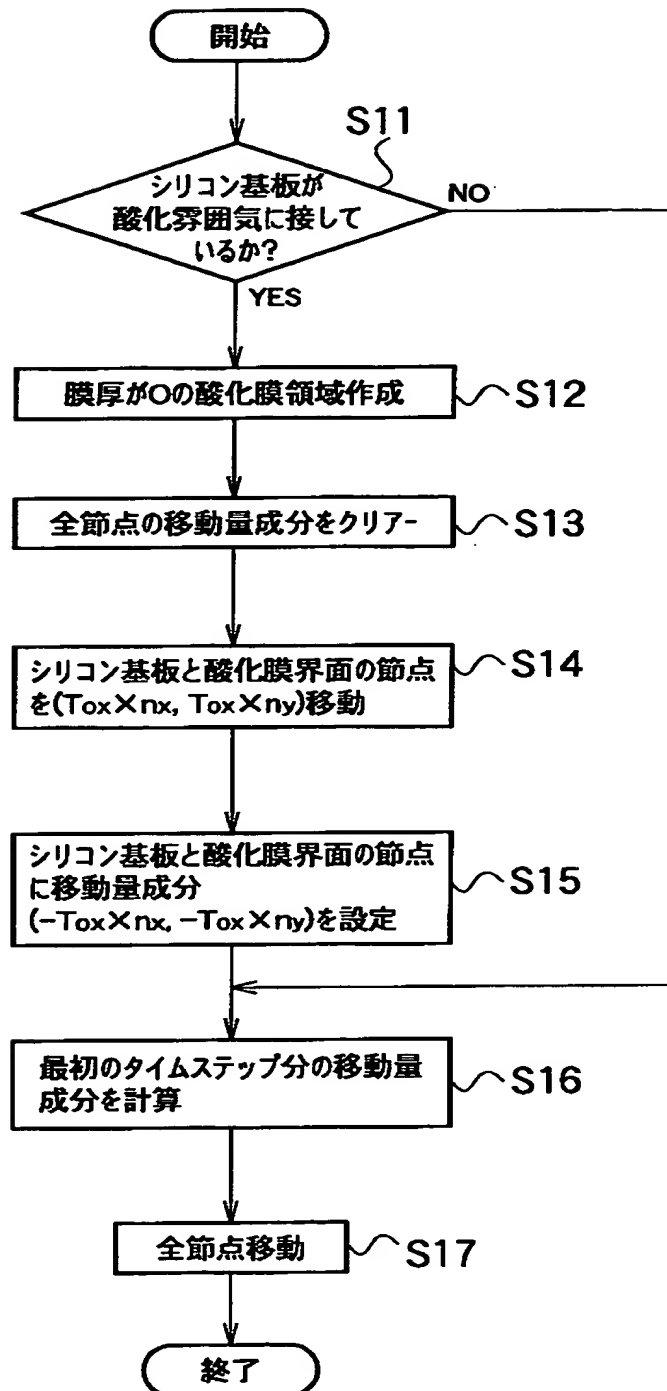 開始
S11
シリコン基板が
酸化雰囲気に接して
いるか?
NO
YES
膜厚が0の酸化膜領域作成
S12
全節点の移動量成分をクリアー
S13
シリコン基板と酸化膜界面の節点
を(Tox×nx, Tox×ny)移動
S14
シリコン基板と酸化膜界面の節点
に移動量成分
(-Tox×nx, -Tox×ny)を設定
S15
最初のタイムステップ分の移動量
成分を計算
S16
全節点移動
S17
終了